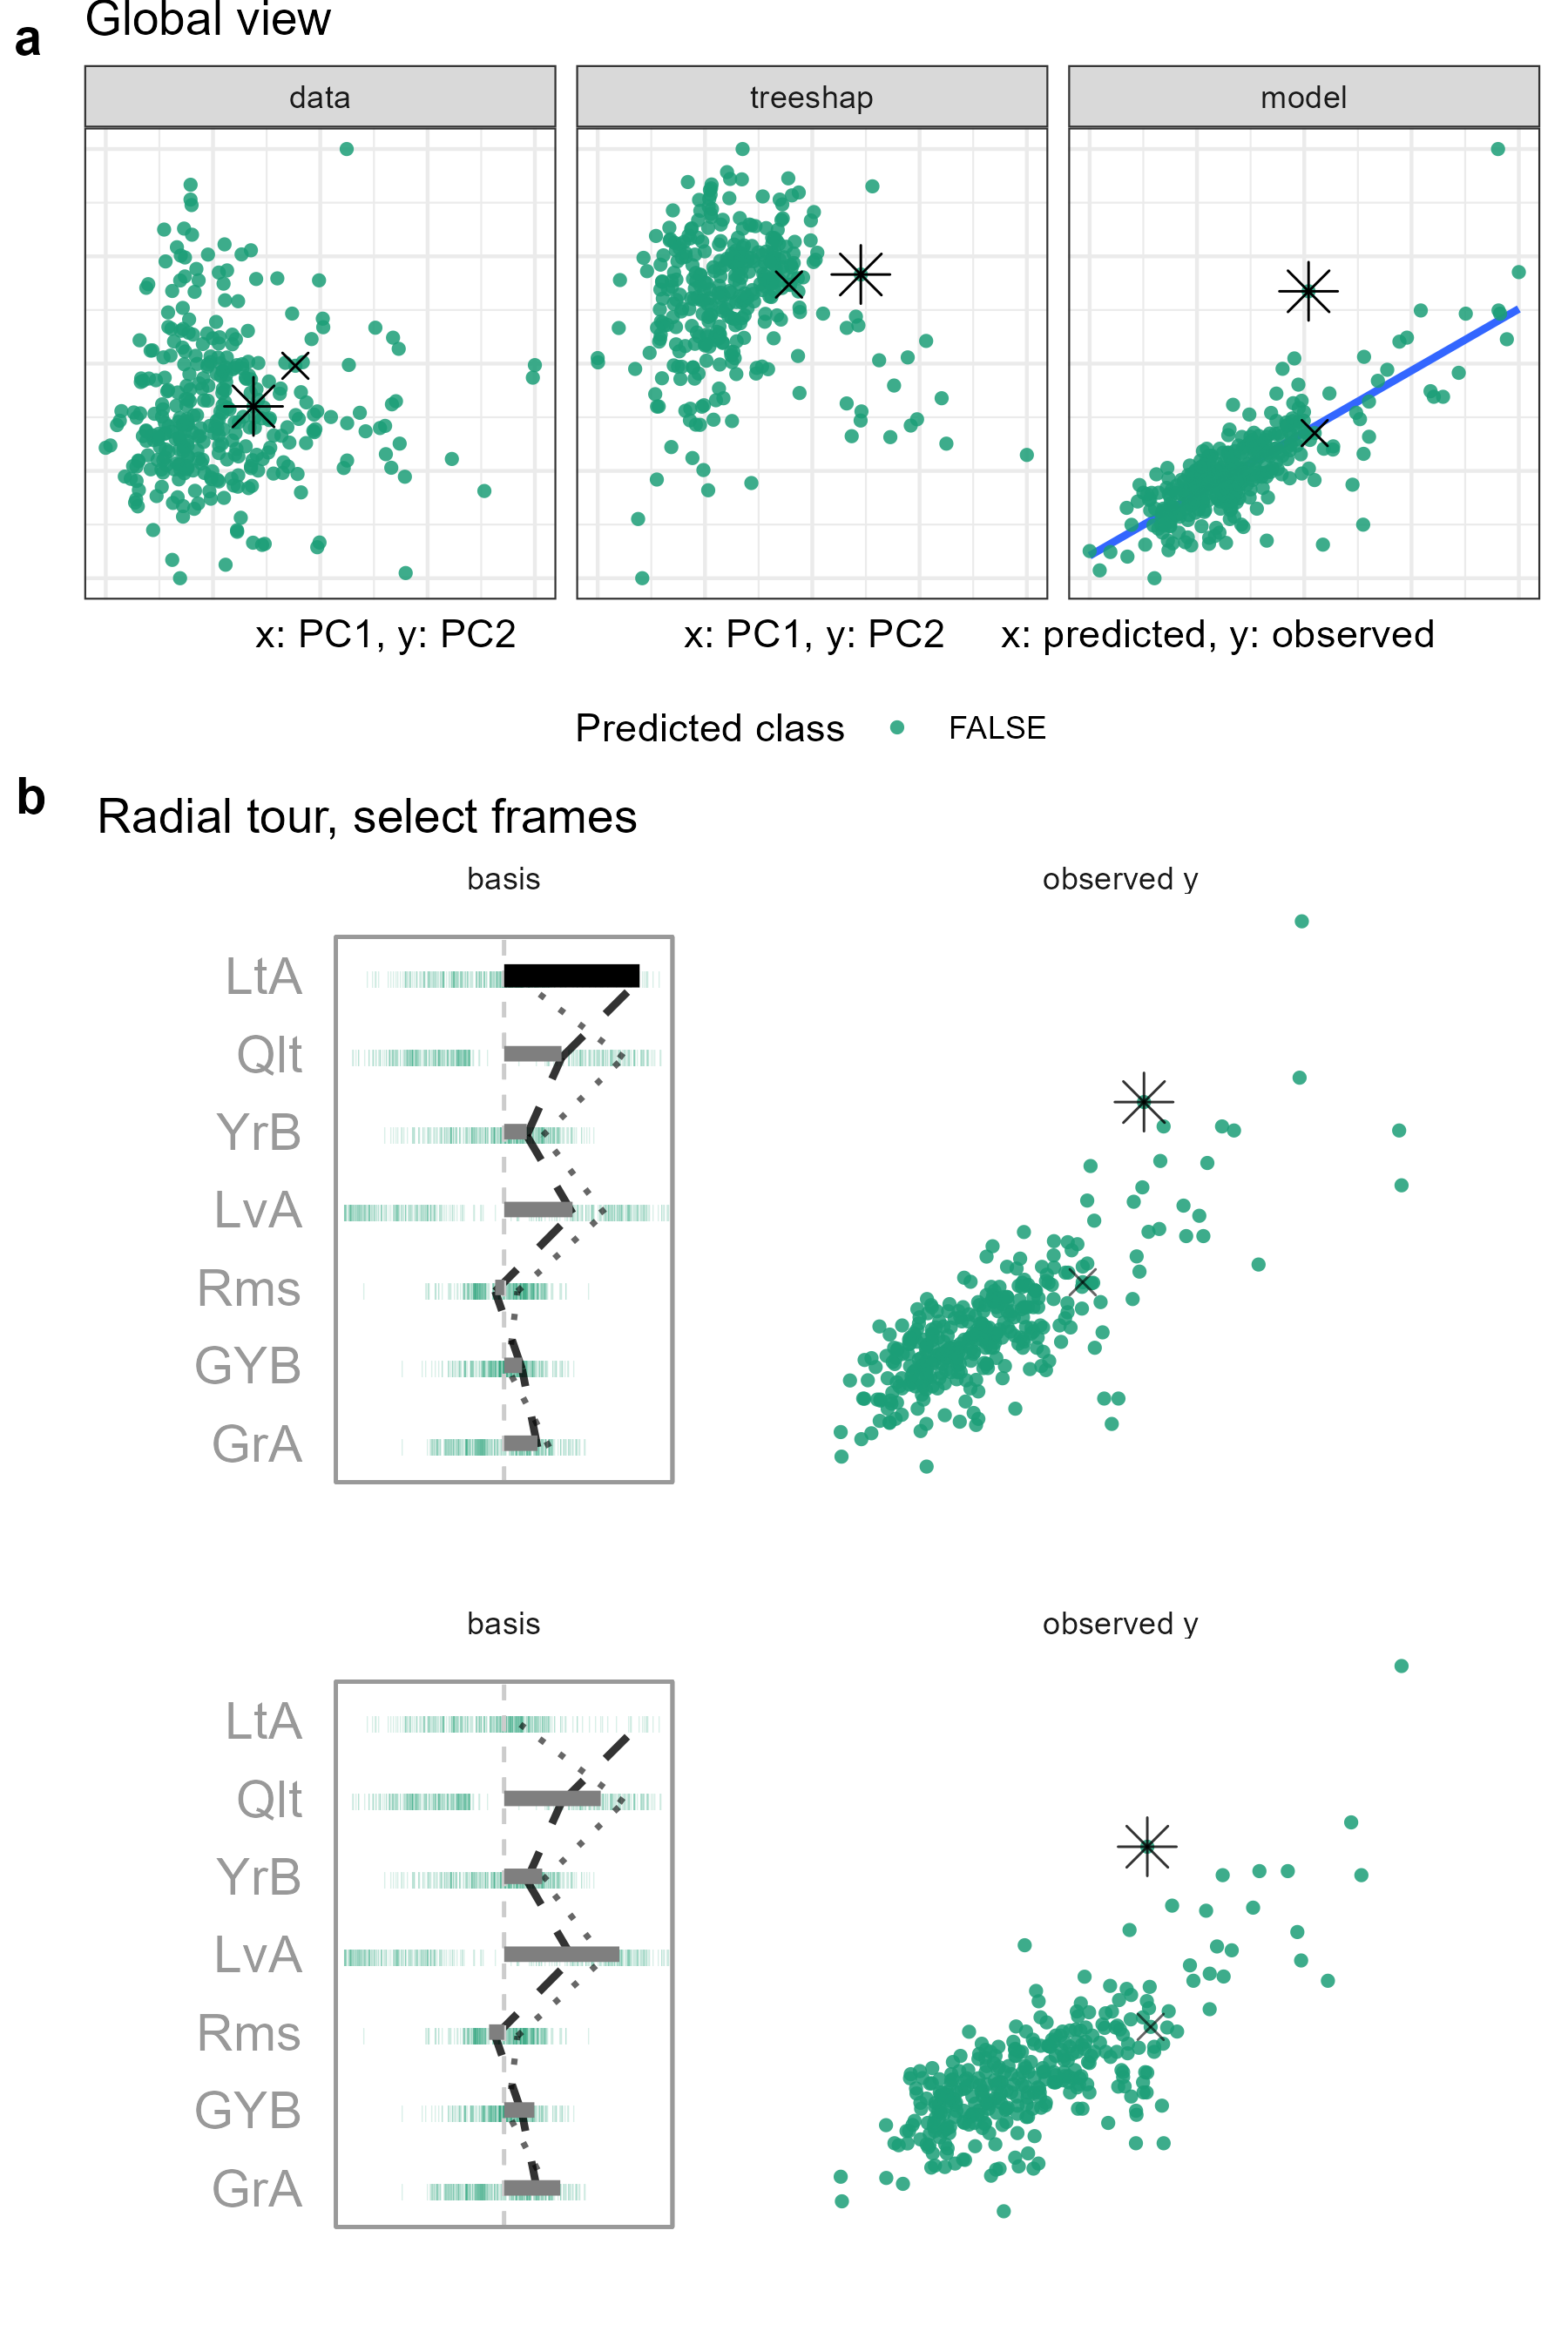 a
Global view
data
treeshap
model
x: PC1, y: PC2
x: PC1, y: PC2
x: predicted, y: observed
Predicted class
FALSE
b
Radial tour, select frames
basis
observed y
LtA
Qlt
YrB
LvA
Rms
GYB
GrA
basis
observed y
LtA
Qlt
YrB
LvA
Rms
GYB
GrA